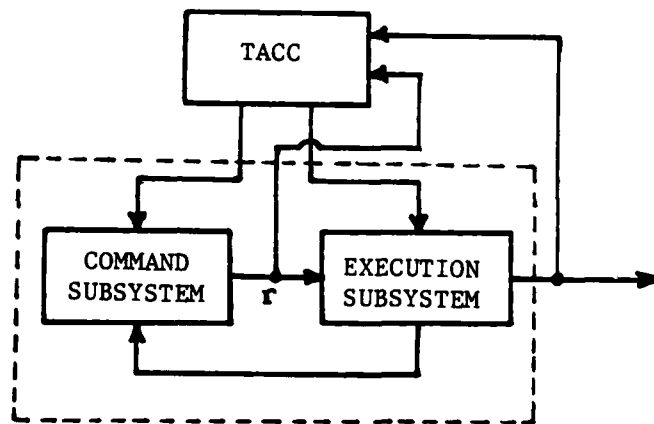 TACC
COMMAND
SUBSYSTEM
r
EXECUTION
SUBSYSTEM